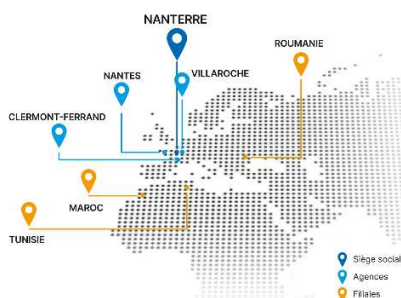 NANTERRE
ROUMANIE
NANTES
VILLAROCHE
CLERMONT-FERRAND
MAROC
TUNISIE
Siège social
Agences
Filiales